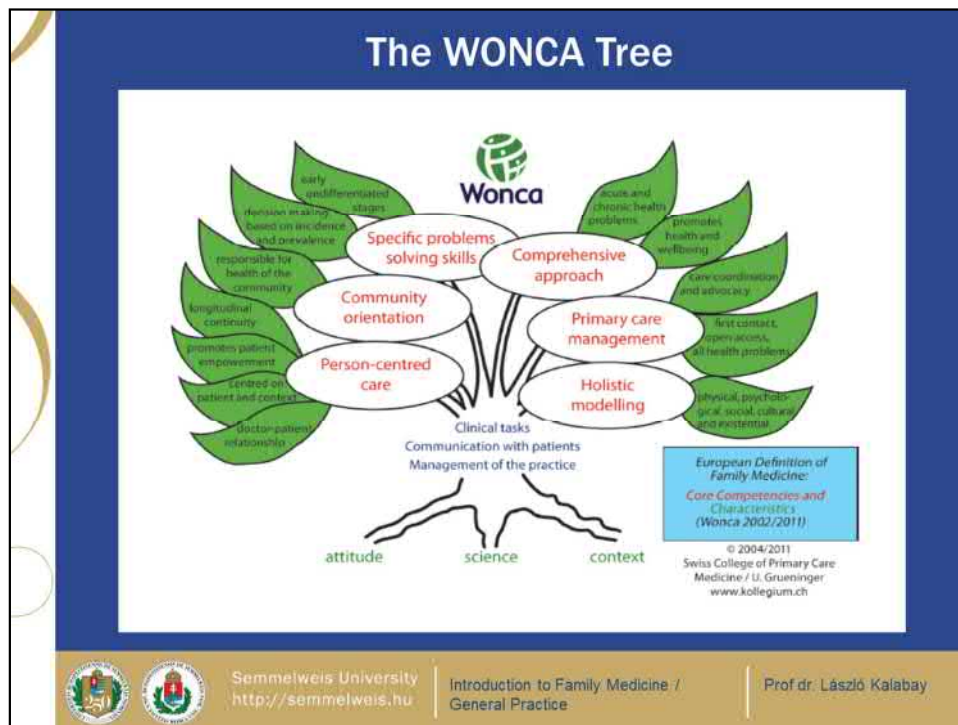 The WONCA Tree
Wonca
early
undifferentiated
stages
decision making
based on incidence
and prevalence
responsible for
health of the
community
longitudinal
continuity
promotes patient
empowerment
centred on
patient and context
doctor-patient
relationship
Specific problems
solving skills
Community
orientation
Person-centred
care
Comprehensive
approach
Primary care
management
Holistic
modelling
acute and
chronic health
problems
promotes
health and
wellbeing
care coordination
and advocacy
first contact,
open access,
all health problems
physical, psycholo-
gical, social, cultural
and existential
Clinical tasks
Communication with patients
Management of the practice
attitude
science
context
European Definition of
Family Medicine:
Core Competencies and
Characteristics
(Wonca 2002/2011)
© 2004/2011
Swiss College of Primary Care
Medicine / U. Grueninger
www.kollegium.ch
250
Semmelweis University
http://semmelweis.hu
Introduction to Family Medicine /
General Practice
Prof dr. László Kalabay